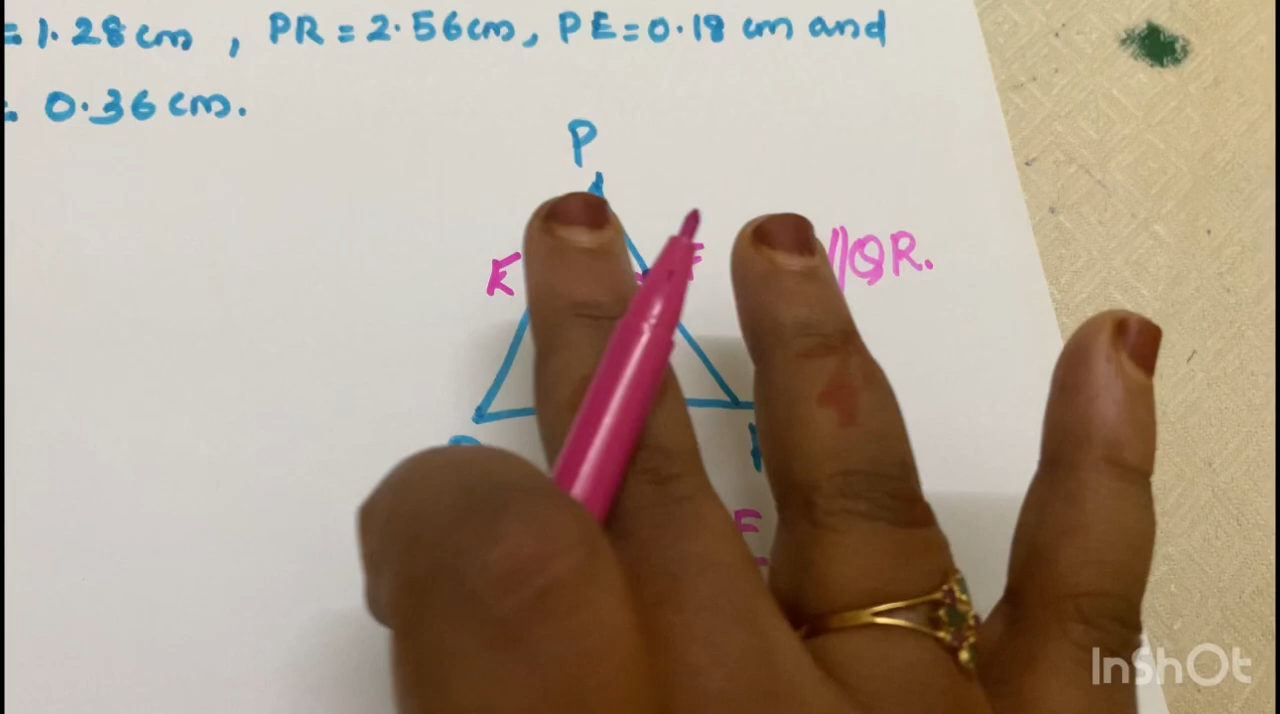 = 1.28 cm, PR = 2.56 cm, PE = 0.18 cm and
= 0.36 cm.
P
E F ||QR.
F
InShOt